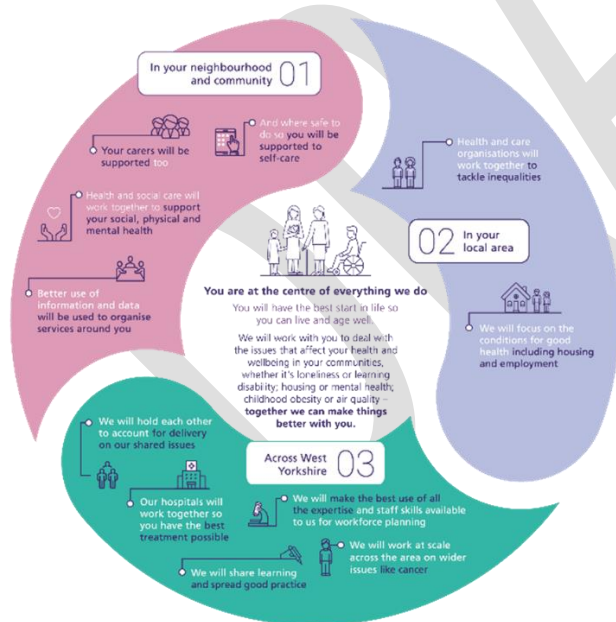 In your neighbourhood
and community
01
And where safe to
do so you will be
supported to
self-care
Your carers will be
supported too
Health and social care will
work together to support
your social, physical and
mental health
Better use of
information and data
will be used to organise
services around you
Health and care
organisations will
work together to
tackle inequalities
02
In your
local area
We will focus on the
conditions for good
health including housing
and employment
You are at the centre of everything we do
You will have the best start in life so
you can live and age well
We will work with you to deal with
the issues that affect your health and
wellbeing in your communities,
whether it's loneliness or learning
disability; housing or mental health;
childhood obesity or air quality –
together we can make things
better with you.
Across West
Yorkshire
03
We will hold each other
to account for delivery
on our shared issues
Our hospitals will
work together so
you have the best
treatment possible
We will make the best use of all
the expertise and staff skills available
to us for workforce planning
We will work at scale
across the area on wider
issues like cancer
We will share learning
and spread good practice